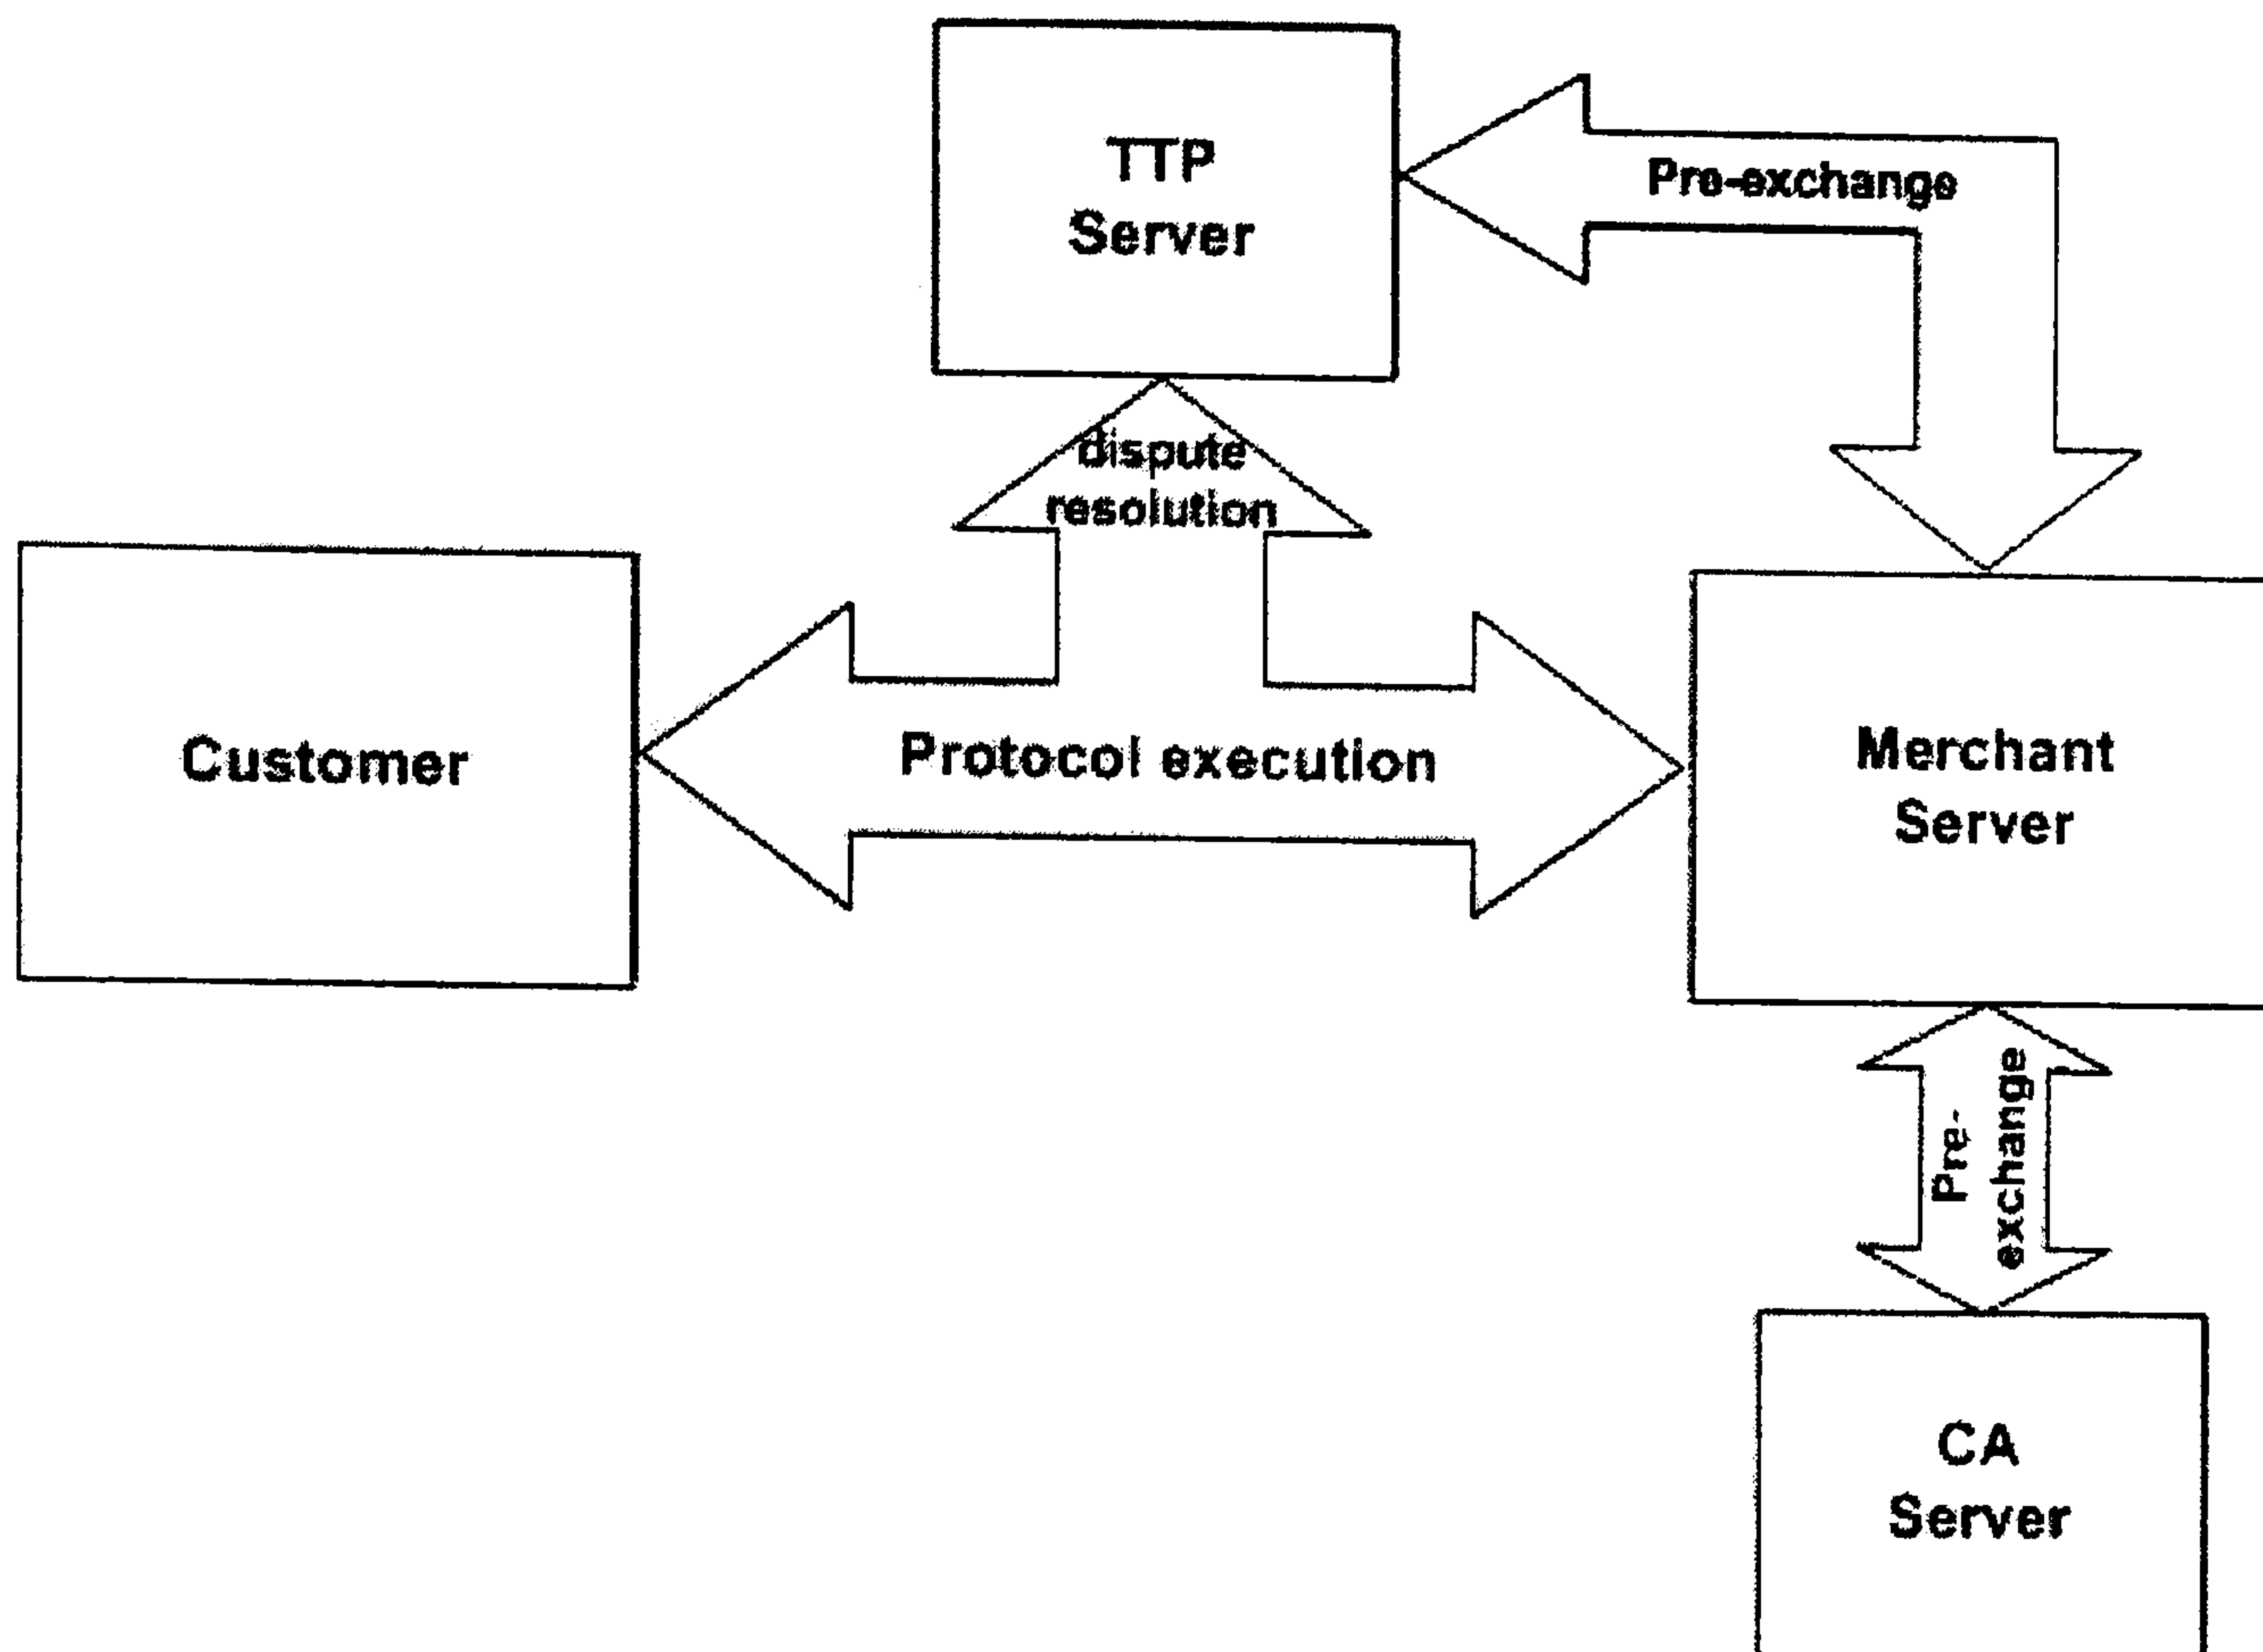 TTP
Server
Pre-exchange
dispute
resolution
Customer
Protocol execution
Merchant
Server
Pre-
exchange
CA
Server